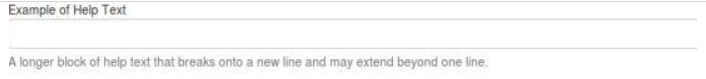 Example of Help Text
A longer block of help text that breaks onto a new line and may extend beyond one line.